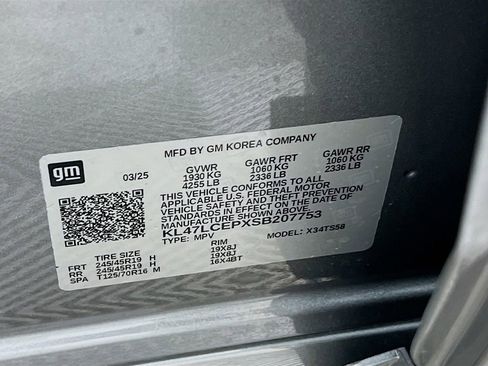 gm
MFD BY GM KOREA COMPANY
03/25
GVWR GAWR FRT GAWR RR
1930 KG 1060 KG 1060 KG
4255 LB 2336 LB 2336 LB
THIS VEHICLE CONFORMS TO ALL
APPLICABLE U.S. FEDERAL MOTOR
VEHICLE SAFETY AND THEFT PREVENTION
STANDARDS IN EFFECT ON THE DATE OF
MANUFACTURE SHOWN ABOVE.
KL47LCEPXSB207753
TYPE: MPV MODEL: X34TS58
TIRE SIZE RIM
FRT 245/45R19 H 19X8J
RR 245/45R19 H 19X8J
SPA T125/70R16 M 16X4BT